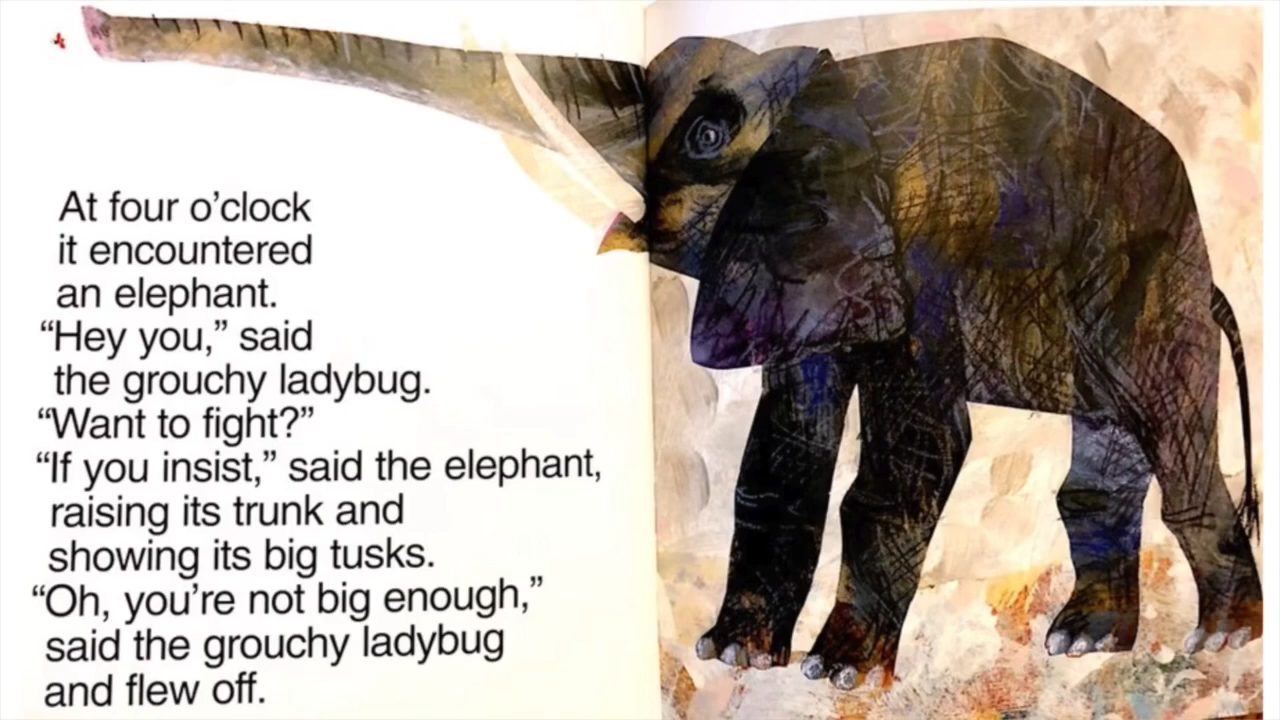 At four o’clock
it encountered
an elephant.
“Hey you,” said
the grouchy ladybug.
“Want to fight?”
“If you insist,” said the elephant,
raising its trunk and
showing its big tusks.
“Oh, you’re not big enough,”
said the grouchy ladybug
and flew off.